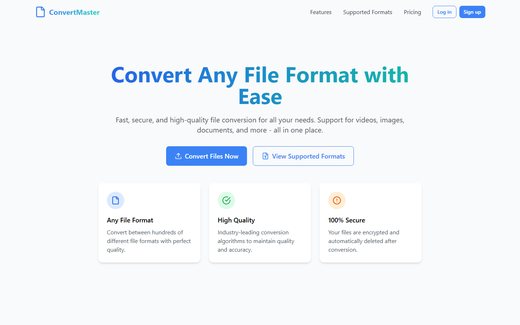 ConvertMaster
Features
Supported Formats
Pricing
Log in
Sign up
Convert Any File Format with
Ease
Fast, secure, and high-quality file conversion for all your needs. Support for videos, images,
documents, and more - all in one place.
Convert Files Now
View Supported Formats
Any File Format
Convert between hundreds of
different file formats with perfect
quality.
High Quality
Industry-leading conversion
algorithms to maintain quality
and accuracy.
100% Secure
Your files are encrypted and
automatically deleted after
conversion.